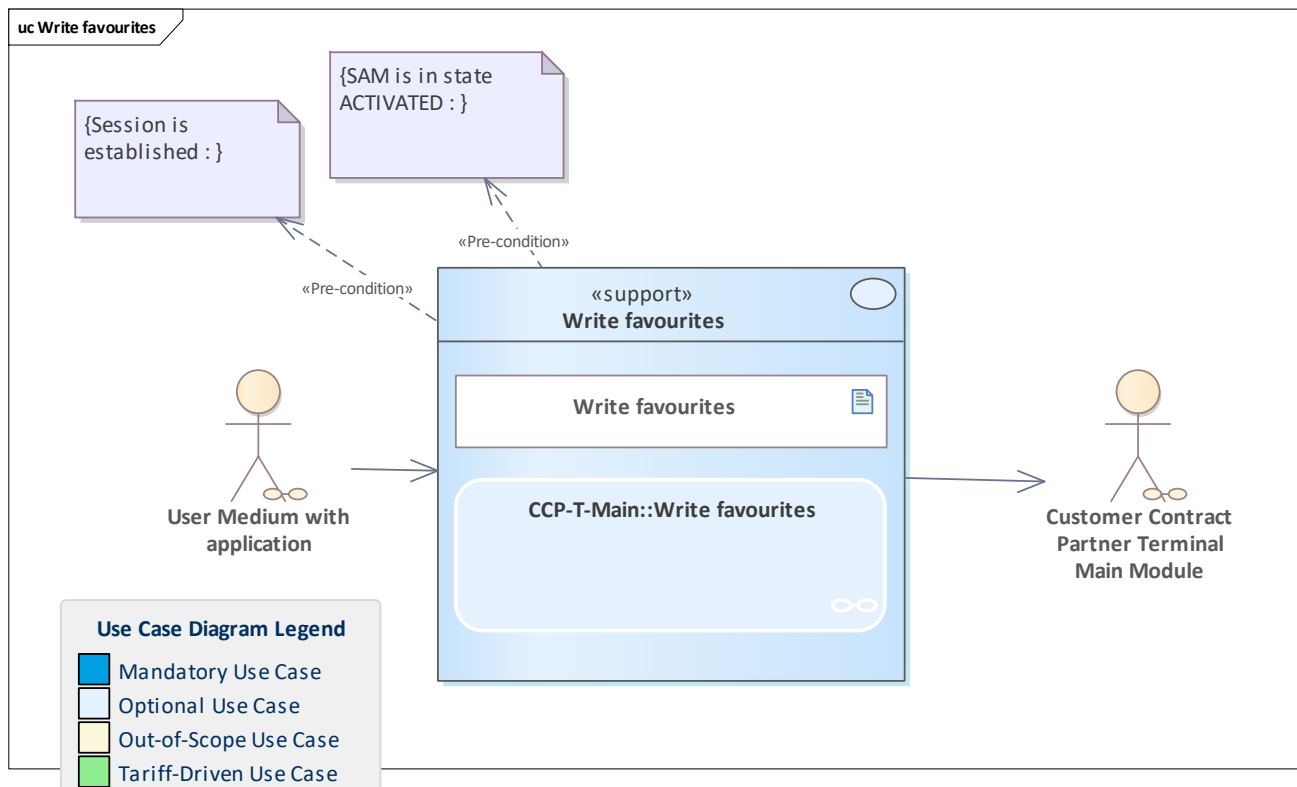 uc Write favourites
{SAM is in state
ACTIVATED : }
{Session is
established : }
«Pre-condition»
«Pre-condition»
«support»
Write favourites
Write favourites
CCP-T-Main::Write favourites
User Medium with
application
Customer Contract
Partner Terminal
Main Module
Use Case Diagram Legend
Mandatory Use Case
Optional Use Case
Out-of-Scope Use Case
Tariff-Driven Use Case